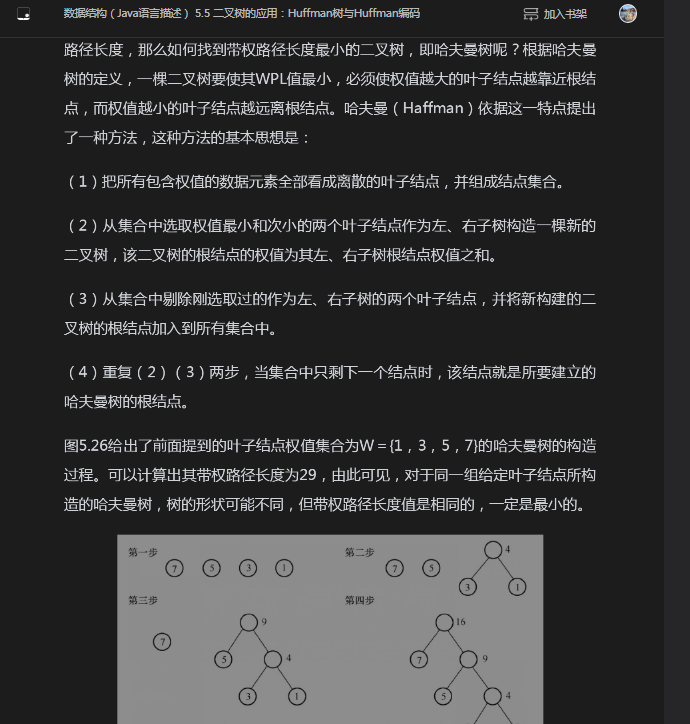 数据结构（Java语言描述） 5.5 二叉树的应用：Huffman树与Huffman编码 加入书架
路径长度，那么如何找到带权路径长度最小的二叉树，即哈夫曼树呢？根据哈夫曼
树的定义，一棵二叉树要使其WPL值最小，必须使权值越大的叶子结点越靠近根结
点，而权值越小的叶子结点越远离根结点。哈夫曼（Haffman）依据这一特点提出
了一种方法，这种方法的基本思想是：
（1）把所有包含权值的数据元素全部看成离散的叶子结点，并组成结点集合。
（2）从集合中选取权值最小和次小的两个叶子结点作为左、右子树构造一棵新的
二叉树，该二叉树的根结点的权值为其左、右子树根结点权值之和。
（3）从集合中剔除刚选取过的作为左、右子树的两个叶子结点，并将新构建的二
叉树的根结点加入到所有集合中。
（4）重复（2）（3）两步，当集合中只剩下一个结点时，该结点就是所要建立的
哈夫曼树的根结点。
图5.26给出了前面提到的叶子结点权值集合为W＝{1，3，5，7}的哈夫曼树的构造
过程。可以计算出其带权路径长度为29，由此可见，对于同一组给定叶子结点所构
造的哈夫曼树，树的形状可能不同，但带权路径长度值是相同的，一定是最小的。
第一步
7 5 3 1
第二步
4
7 5
3 1
第三步
9
7
5 4
3 1
第四步
16
7 9
5 4